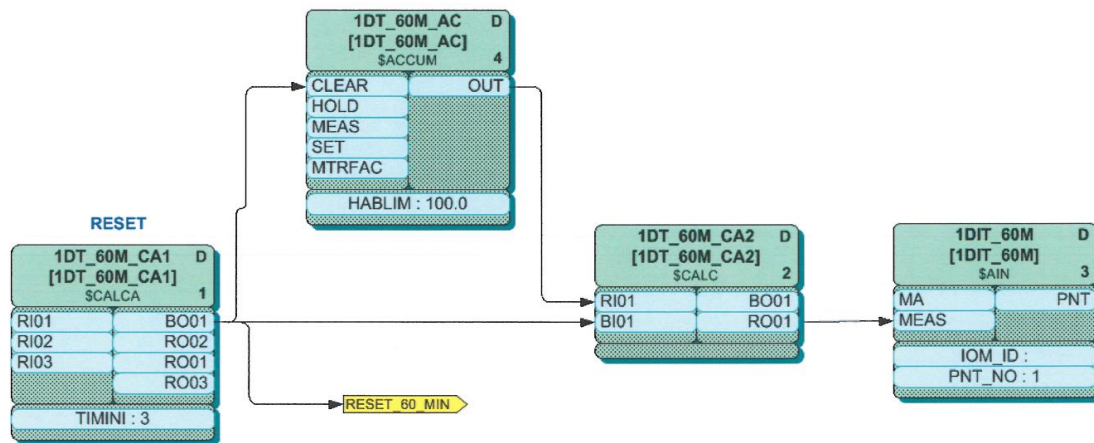 1DT_60M_AC D
[1DT_60M_AC]
$ACCUM 4
CLEAR OUT
HOLD
MEAS
SET
MTRFAC
HABLIM : 100.0
RESET
1DT_60M_CA1 D
[1DT_60M_CA1]
$CALCA 1
RI01 BO01
RI02 RO02
RI03 RO01
RO03
TIMINI : 3
1DT_60M_CA2 D
[1DT_60M_CA2]
$CALC 2
RI01 BO01
BI01 RO01
1DIT_60M D
[1DIT_60M]
$AIN 3
MA PNT
MEAS
IOM_ID :
PNT_NO : 1
RESET_60_MIN